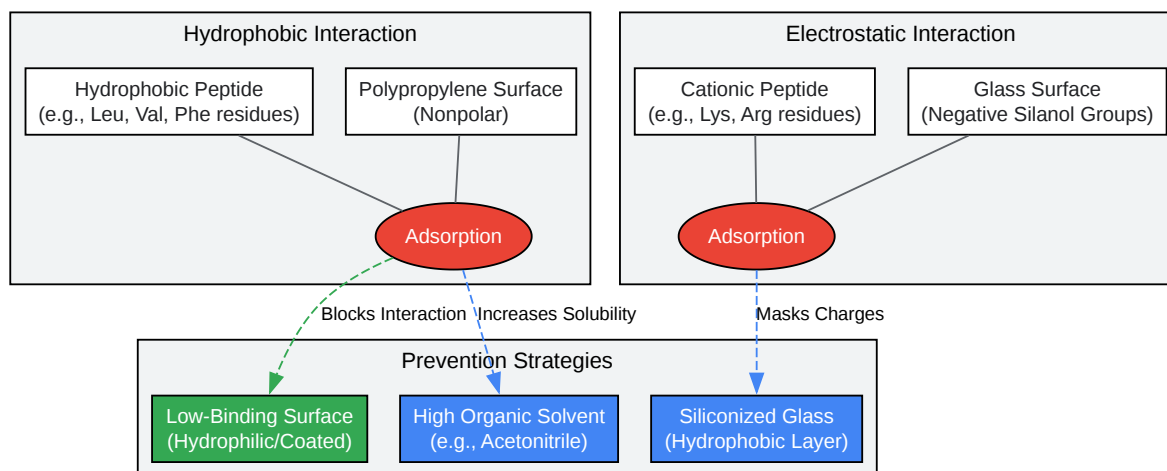 Hydrophobic Interaction
Electrostatic Interaction
Hydrophobic Peptide
(e.g., Leu, Val, Phe residues)
Polypropylene Surface
(Nonpolar)
Cationic Peptide
(e.g., Lys, Arg residues)
Glass Surface
(Negative Silanol Groups)
Adsorption
Adsorption
Blocks Interaction
Increases Solubility
Masks Charges
Prevention Strategies
Low-Binding Surface
(Hydrophilic/Coated)
High Organic Solvent
(e.g., Acetonitrile)
Siliconized Glass
(Hydrophobic Layer)